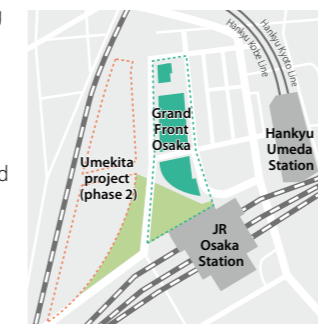 g
Hankyu Kyoto Line
Hankyu Kobe Line
Grand
Front
Osaka
Hankyu
Umeda
Station
Umekita
project
(phase 2)
d
JR
Osaka
Station